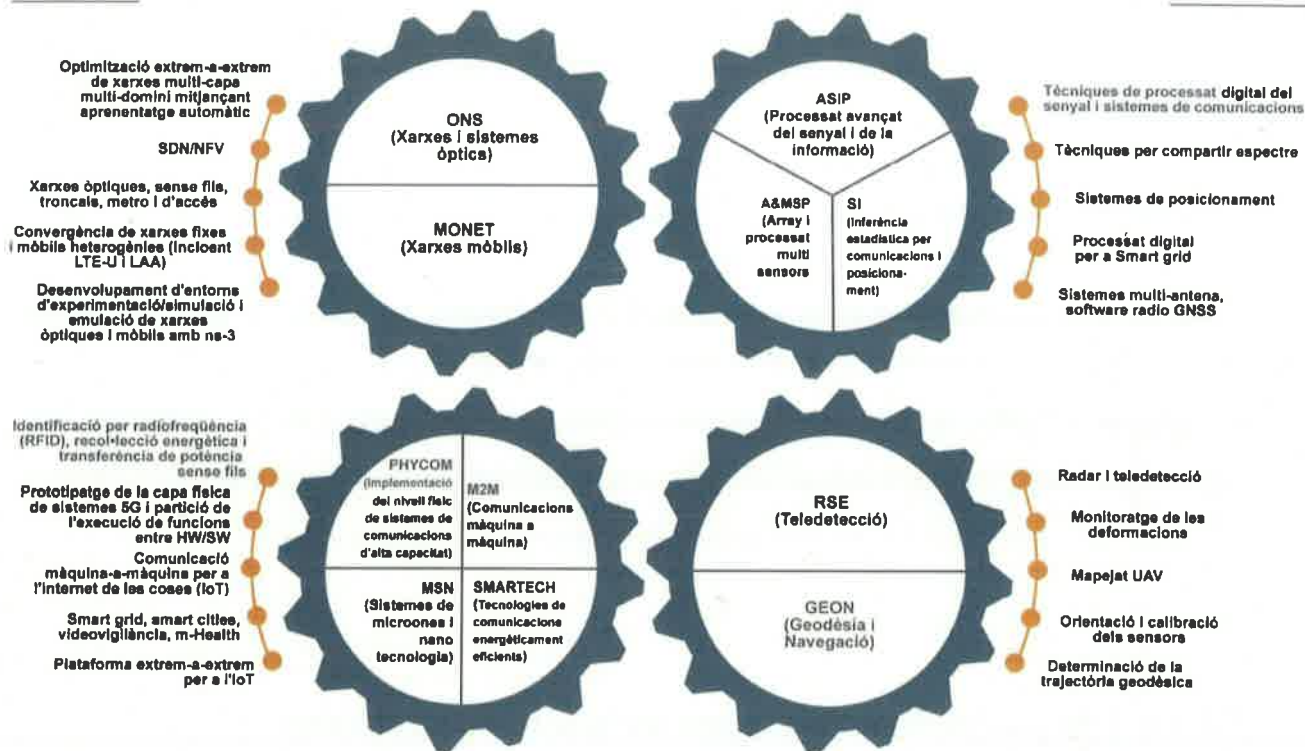 Optimització extrem-a-extrem
de xarxes multi-capa
multi-domini mitjançant
aprenentatge automàtic
SDN/NFV
Xarxes òptiques, sense fils,
troncals, metro i d'accés
Convergència de xarxes fixes
i mòbils heterogènies (incloent
LTE-U i LAA)
Desenvolupament d'entorns
d'experimentació/simulació i
emulació de xarxes
òptiques i mòbils amb ns-3
ONS
(Xarxes i sistemes
òptics)
MONET
(Xarxes mòbils)
ASIP
(Processat avançat
del senyal i de la
informació)
A&MSP
(Array i
processat
multi
sensors
SI
(Inferència
estadística per
comunicacions i
posiciona-
ment)
Tècniques de processat digital del
senyal i sistemes de comunicacions
Tècniques per compartir espectre
Sistemes de posicionament
Processat digital
per a Smart grid
Sistemes multi-antena,
software radio GNSS
Identificació per radiofreqüència
(RFID), recol•lecció energètica i
transferència de potència
sense fils
Prototipatge de la capa física
de sistemes 5G i partició de
l'execució de funcions
entre HW/SW
Comunicació
màquina-a-màquina per a
l'internet de les coses (IoT)
Smart grid, smart cities,
videovigilància, m-Health
Plataforma extrem-a-extrem
per a l'IoT
PHYCOM
(Implementació
del nivell físic
de sistemes de
comunicacions
d'alta capacitat)
M2M
(Comunicacions
màquina a
màquina)
MSN
(Sistemes de
microones i
nano
tecnologia)
SMARTECH
(Tecnologies de
comunicacions
energèticament
eficients)
RSE
(Teledetecció)
GEON
(Geodèsia i
Navegació)
Radar i teledetecció
Monitoratge de les
deformacions
Mapejat UAV
Orientació i calibració
dels sensors
Determinació de la
trajectòria geodèsica